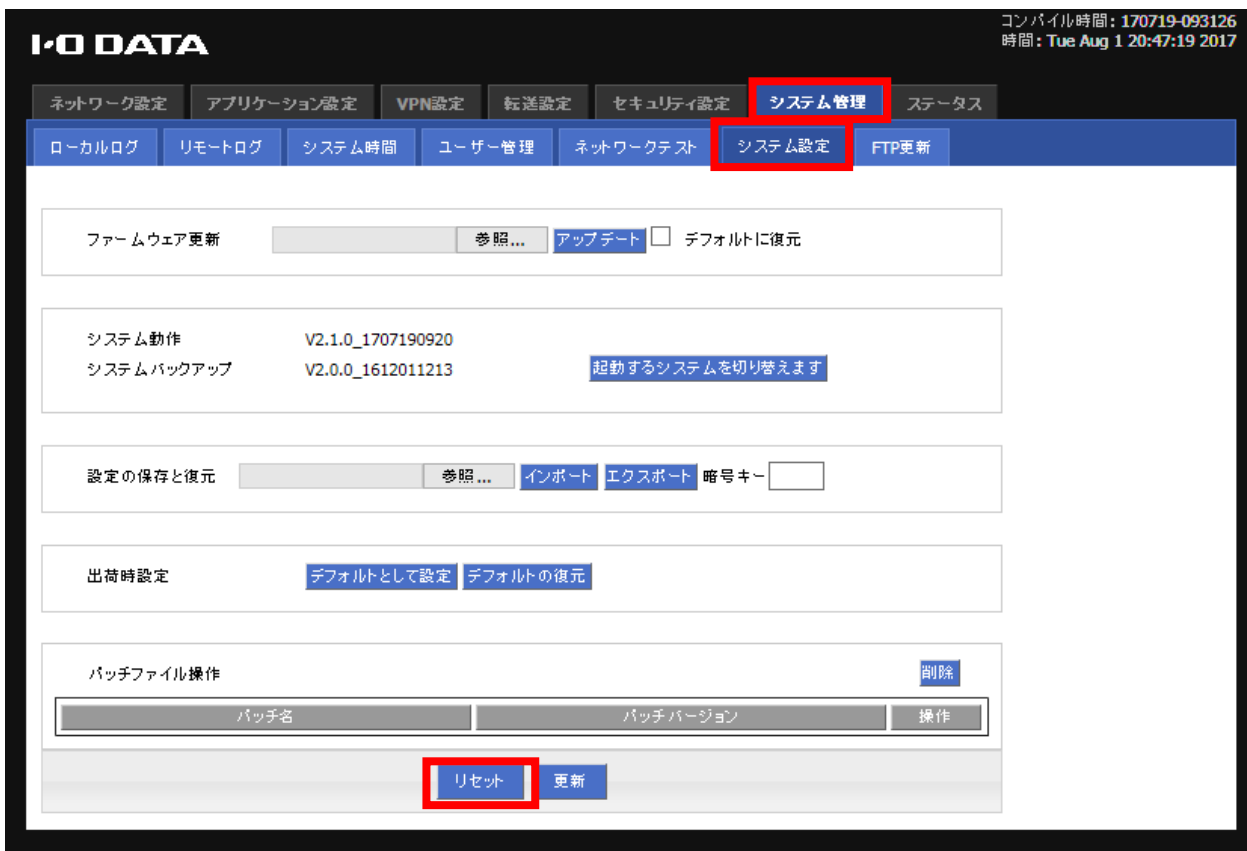 コンパイル時間: 170719-093126
時間: Tue Aug 1 20:47:19 2017
I-O DATA
ネットワーク設定 アプリケーション設定 VPN設定 転送設定 セキュリティ設定 システム管理 ステータス
ローカルログ リモートログ システム時間 ユーザー管理 ネットワークテスト システム設定 FTP更新
ファームウェア更新 参照... アップデート デフォルトに復元
システム動作 V2.1.0_1707190920
システムバックアップ V2.0.0_1612011213 起動するシステムを切り替えます
設定の保存と復元 参照... インポート エクスポート 暗号キー
出荷時設定 デフォルトとして設定 デフォルトの復元
パッチファイル操作 削除
パッチ名 パッチバージョン 操作
リセット 更新